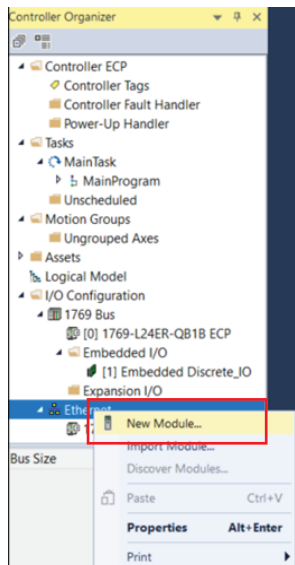 Controller Organizer
Controller ECP
Controller Tags
Controller Fault Handler
Power-Up Handler
Tasks
MainTask
MainProgram
Unscheduled
Motion Groups
Ungrouped Axes
Assets
Logical Model
I/O Configuration
1769 Bus
[0] 1769-L24ER-QB1B ECP
Embedded I/O
[1] Embedded Discrete_IO
Expansion I/O
Ethernet
New Module...
Import Module...
Bus Size
Discover Modules...
Paste Ctrl+V
Properties Alt+Enter
Print